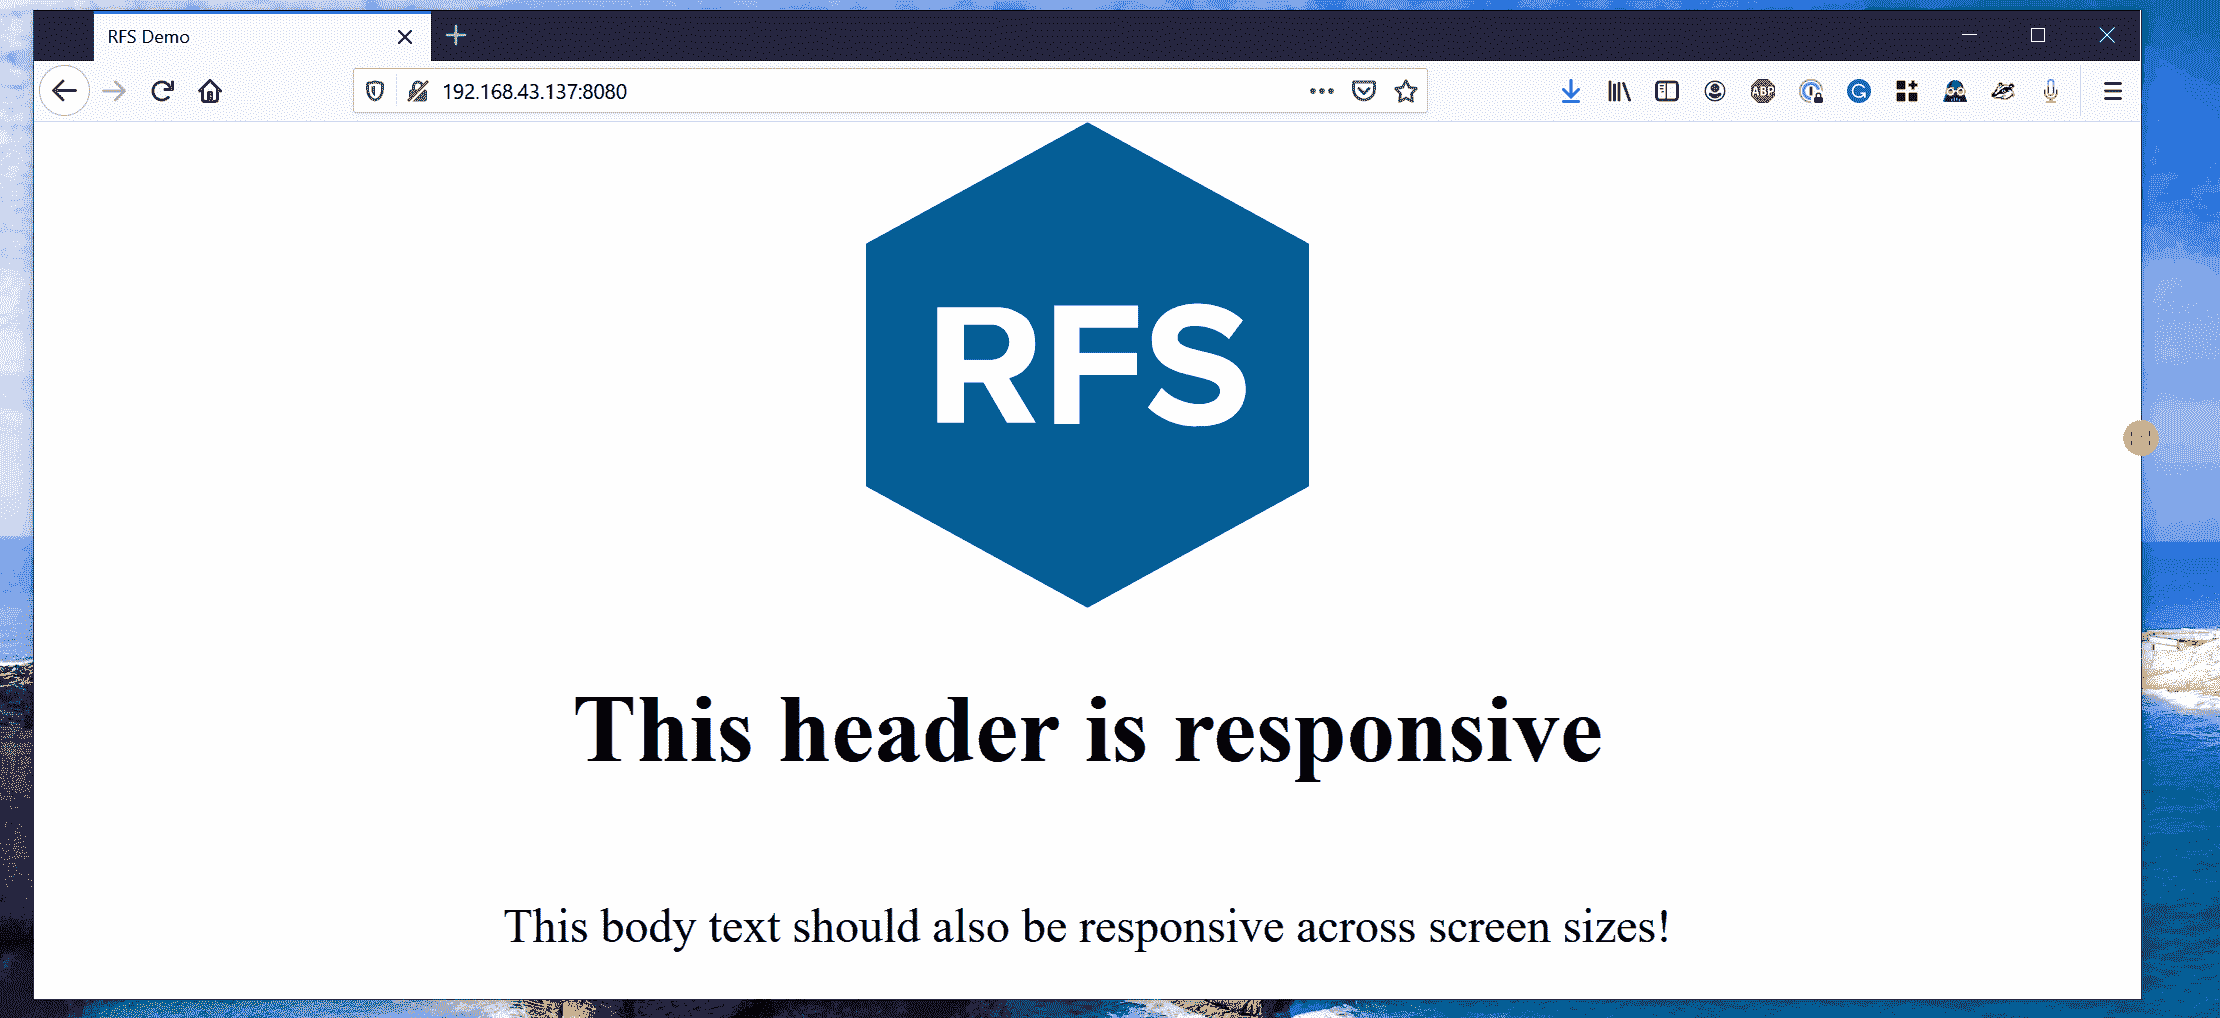 RFS Demo
192.168.43.137:8080
ABP
RFS
This header is responsive
This body text should also be responsive across screen sizes!